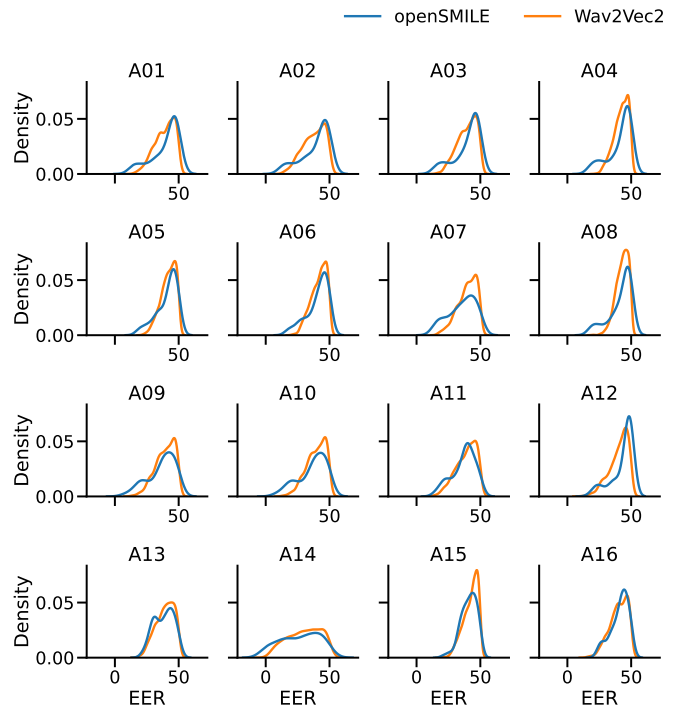 openSMILE Wav2Vec2
A01 A02 A03 A04
Density 0.05 0.00
50 50 50 50
A05 A06 A07 A08
Density 0.05 0.00
50 50 50 50
A09 A10 A11 A12
Density 0.05 0.00
50 50 50 50
A13 A14 A15 A16
Density 0.05 0.00
0 50 0 50 0 50 0 50
EER EER EER EER